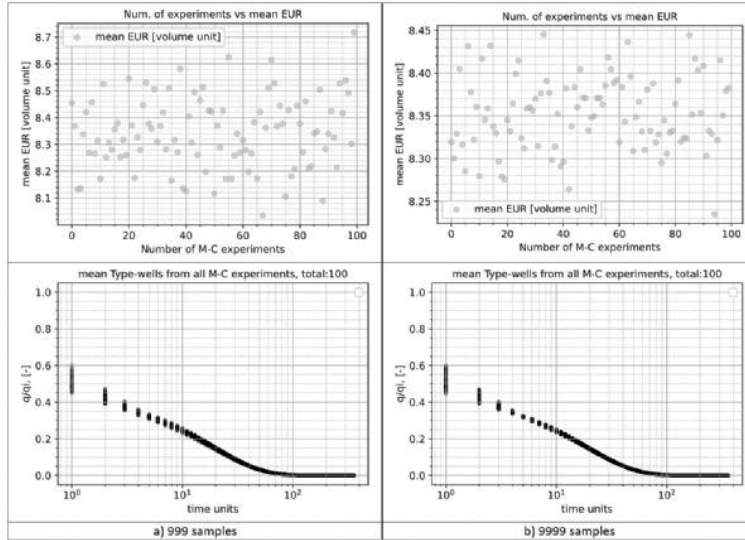 Num. of experiments vs mean EUR
mean EUR [volume unit]
mean EUR [volume unit]
8.7
8.6
8.5
8.4
8.3
8.2
8.1
0 20 40 60 80 100
Number of M-C experiments
Num. of experiments vs mean EUR
mean EUR [volume unit]
8.45
8.40
8.35
8.30
8.25
mean EUR [volume unit]
0 20 40 60 80 100
Number of M-C experiments
mean Type-wells from all M-C experiments, total:100
q/qi, [-]
1.0
0.8
0.6
0.4
0.2
0.0
10⁰ 10¹ 10²
time units
mean Type-wells from all M-C experiments, total:100
q/qi, [-]
1.0
0.8
0.6
0.4
0.2
0.0
10⁰ 10¹ 10²
time units
a) 999 samples
b) 9999 samples